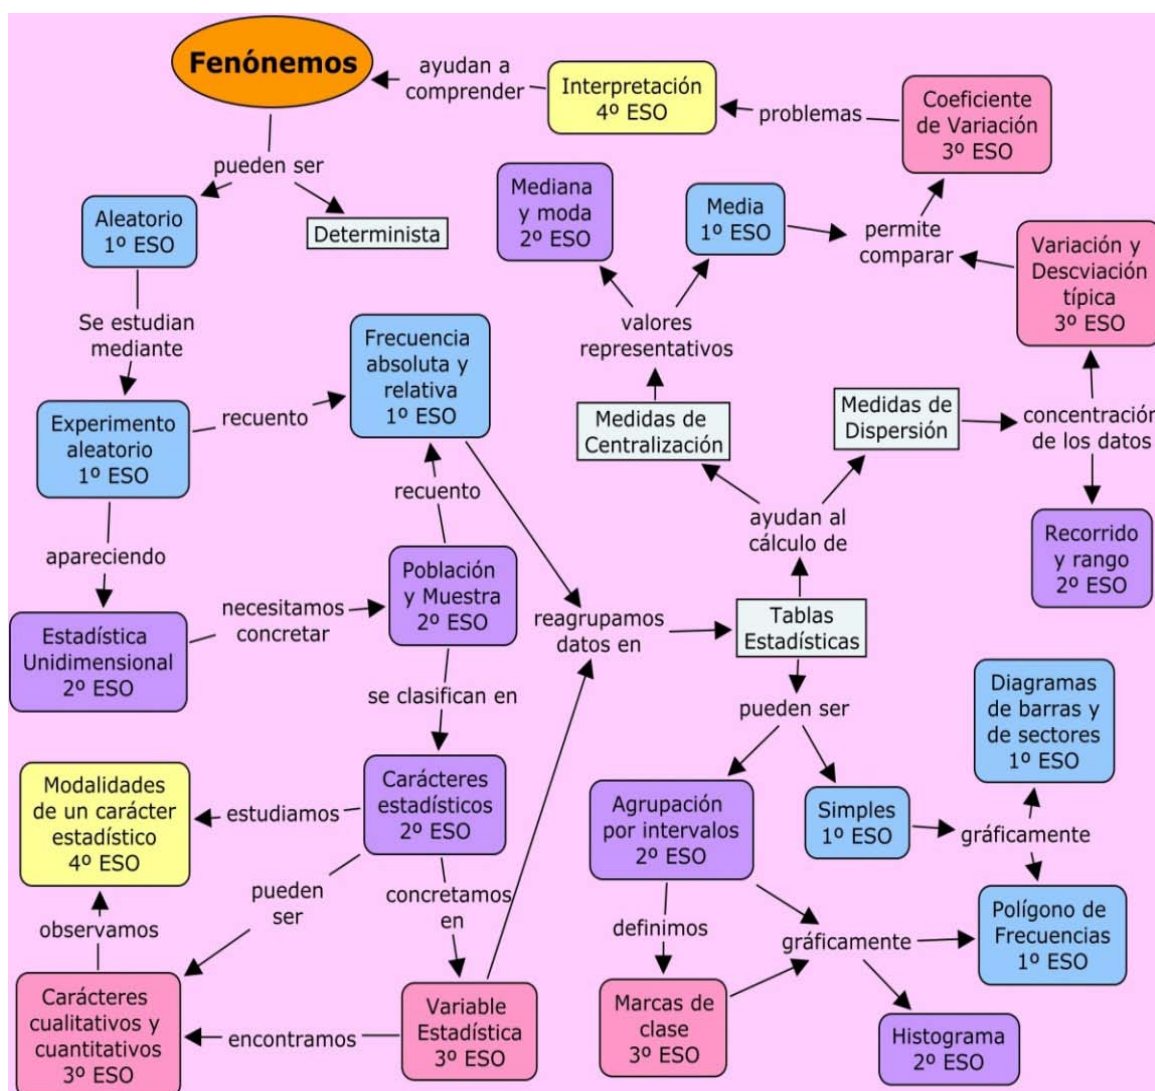 Fenónemos
ayudan a
comprender
Interpretación
4º ESO
problemas
Coeficiente
de Variación
3º ESO
pueden ser
Aleatorio
1º ESO
Determinista
Mediana
y moda
2º ESO
Media
1º ESO
permite
comparar
Variación y
Descviación
típica
3º ESO
Se estudian
mediante
Frecuencia
absoluta y
relativa
1º ESO
valores
representativos
Experimento
aleatorio
1º ESO
recuento
Medidas de
Centralización
Medidas de
Dispersión
concentración
de los datos
recuento
apareciendo
ayudan al
cálculo de
Recorrido
y rango
2º ESO
Estadística
Unidimensional
2º ESO
necesitamos
concretar
Población
y Muestra
2º ESO
reagrupamos
datos en
Tablas
Estadísticas
se clasifican en
pueden ser
Diagramas
de barras y
de sectores
1º ESO
Modalidades
de un carácter
estadístico
4º ESO
estudiamos
Carácteres
estadísticos
2º ESO
Agrupación
por intervalos
2º ESO
Simples
1º ESO
gráficamente
pueden
ser
concretamos
en
observamos
definimos
gráficamente
Polígono de
Frecuencias
1º ESO
Carácteres
cualitativos y
cuantitativos
3º ESO
encontramos
Variable
Estadística
3º ESO
Marcas de
clase
3º ESO
Histograma
2º ESO